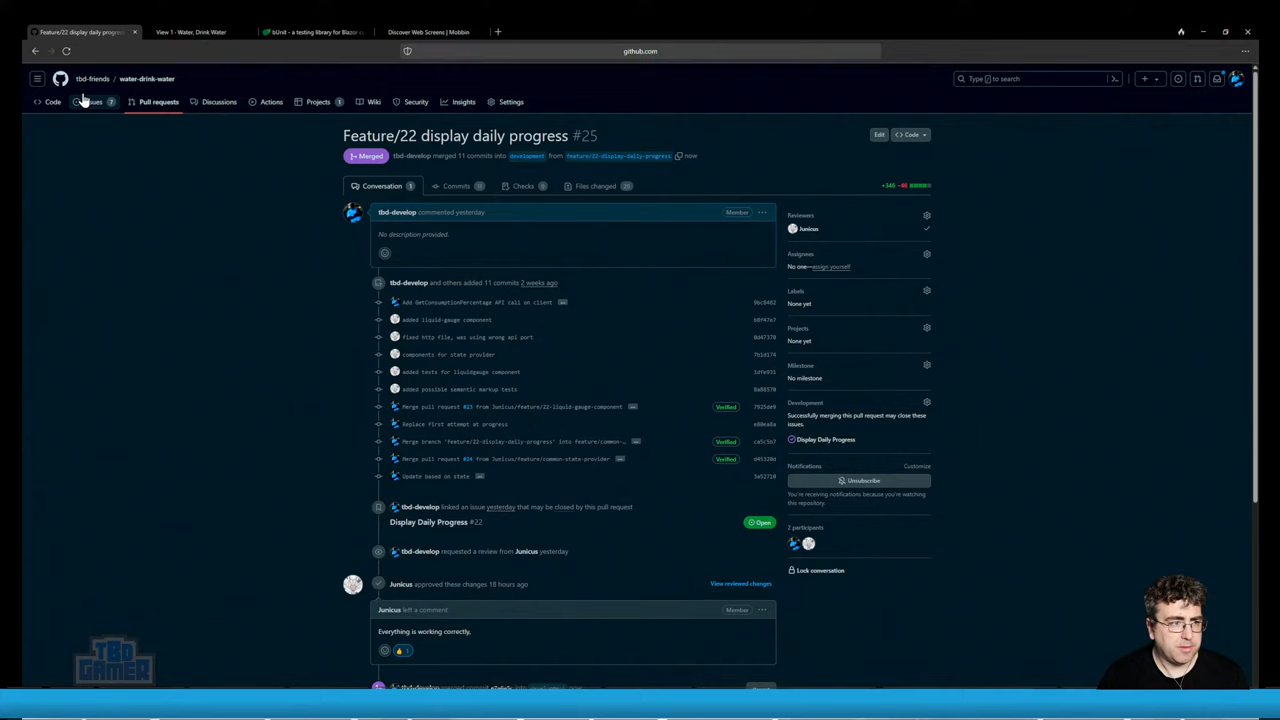 Feature/22 display daily progress
View 1 - Water, Drink Water
bUnit - a testing library for Blazor co
Discover Web Screens | Mobbin
github.com
tbd-friends / water-drink-water
Type / to search
Code
Issues 7
Pull requests
Discussions
Actions
Projects 1
Wiki
Security
Insights
Settings
Feature/22 display daily progress #25
Edit
Code
Merged
tbd-develop merged 11 commits into development from feature/22-display-daily-progress now
Conversation 1
Commits 11
Checks 0
Files changed 20
tbd-develop commented yesterday
Member
No description provided.
tbd-develop and others added 11 commits 2 weeks ago
Add GetConsumptionPercentage API call on client
added liquid-gauge component
fixed http file, was using wrong api port
components for state provider
7b1d174
added tests for liquidgauge component
1dfe931
added possible semantic markup tests
Merge pull request #23 from Junicus/feature/22-liquid-gauge-component
Verified
7925de9
Replace first attempt at progress
Merge branch 'feature/22-display-daily-progress' into feature/common-…
Verified
Merge pull request #24 from Junicus/feature/common-state-provider
Verified
Update based on state
3a52710
tbd-develop linked an issue yesterday that may be closed by this pull request
Display Daily Progress #22
Open
tbd-develop requested a review from Junicus yesterday
Junicus approved these changes 18 hours ago
View reviewed changes
Junicus left a comment
Member
Everything is working correctly,
1
Reviewers
Junicus
Assignees
No one—assign yourself
Labels
None yet
Projects
None yet
Milestone
No milestone
Development
Successfully merging this pull request may close these
issues.
Display Daily Progress
Notifications
Customize
Unsubscribe
You're receiving notifications because you're watching
this repository.
2 participants
Lock conversation
TBD
GAMER